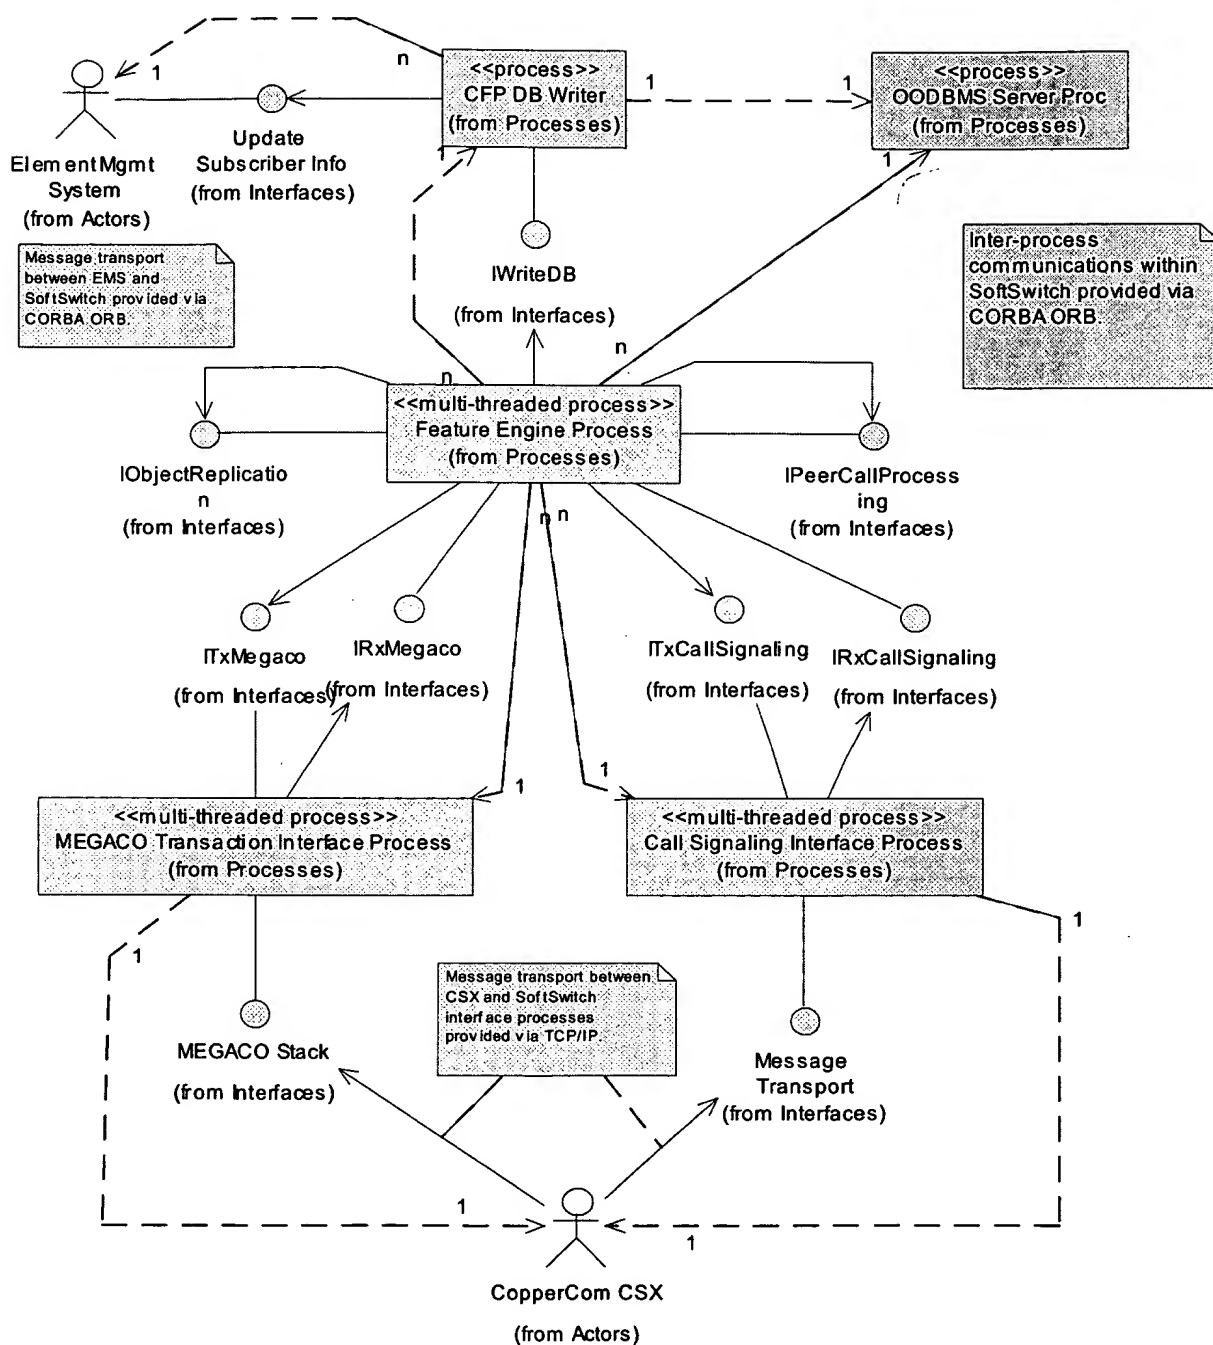 1
n
<<process>>
CFP DB Writer
(from Processes)
1
1
<<process>>
OODBMS Server Proc
(from Processes)
Update
Subscriber Info
(from Interfaces)
ElementMgmt
System
(from Actors)
1
1
Message transport
between EMS and
SoftSwitch provided via
CORBA ORB.
IWriteDB
(from Interfaces)
Inter-process
communications within
SoftSwitch provided via
CORBA ORB.
n
n
<<multi-threaded process>>
Feature Engine Process
(from Processes)
IObjectReplicatio
n
(from Interfaces)
IPeerCallProcess
ing
(from Interfaces)
n
n
ITxMegaco
(from Interfaces)
IRxMegaco
(from Interfaces)
ITxCallSignaling
(from Interfaces)
IRxCallSignaling
(from Interfaces)
1
1
<<multi-threaded process>>
MEGACO Transaction Interface Process
(from Processes)
<<multi-threaded process>>
Call Signaling Interface Process
(from Processes)
1
1
Message transport between
CSX and SoftSwitch
interface processes
provided via TCP/IP.
MEGACO Stack
(from Interfaces)
Message
Transport
(from Interfaces)
1
1
CopperCom CSX
(from Actors)